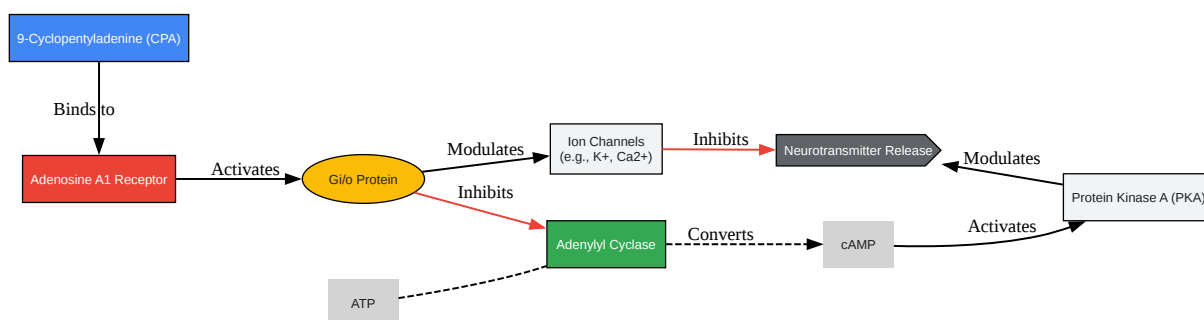 9-Cyclopentyladenine (CPA)
Binds to
Adenosine A1 Receptor
Activates
Gi/o Protein
Modulates
Inhibits
Ion Channels
(e.g., K+, Ca2+)
Inhibits
Neurotransmitter Release
Modulates
Protein Kinase A (PKA)
Adenylyl Cyclase
Converts
cAMP
Activates
ATP